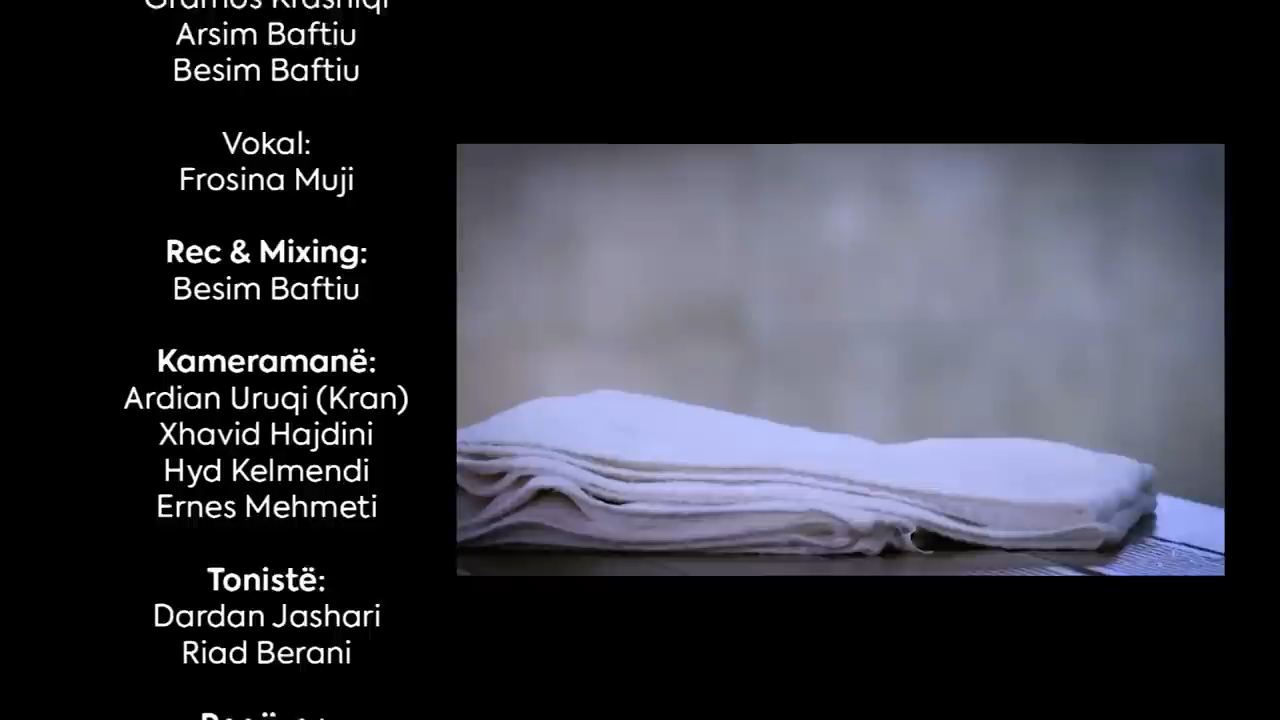 Arsim Baftiu
Besim Baftiu
Vokal:
Frosina Muji
Rec & Mixing:
Besim Baftiu
Kameramanë:
Ardian Uruqi (Kran)
Xhavid Hajdini
Hyd Kelmendi
Ernes Mehmeti
Tonistë:
Dardan Jashari
Riad Berani